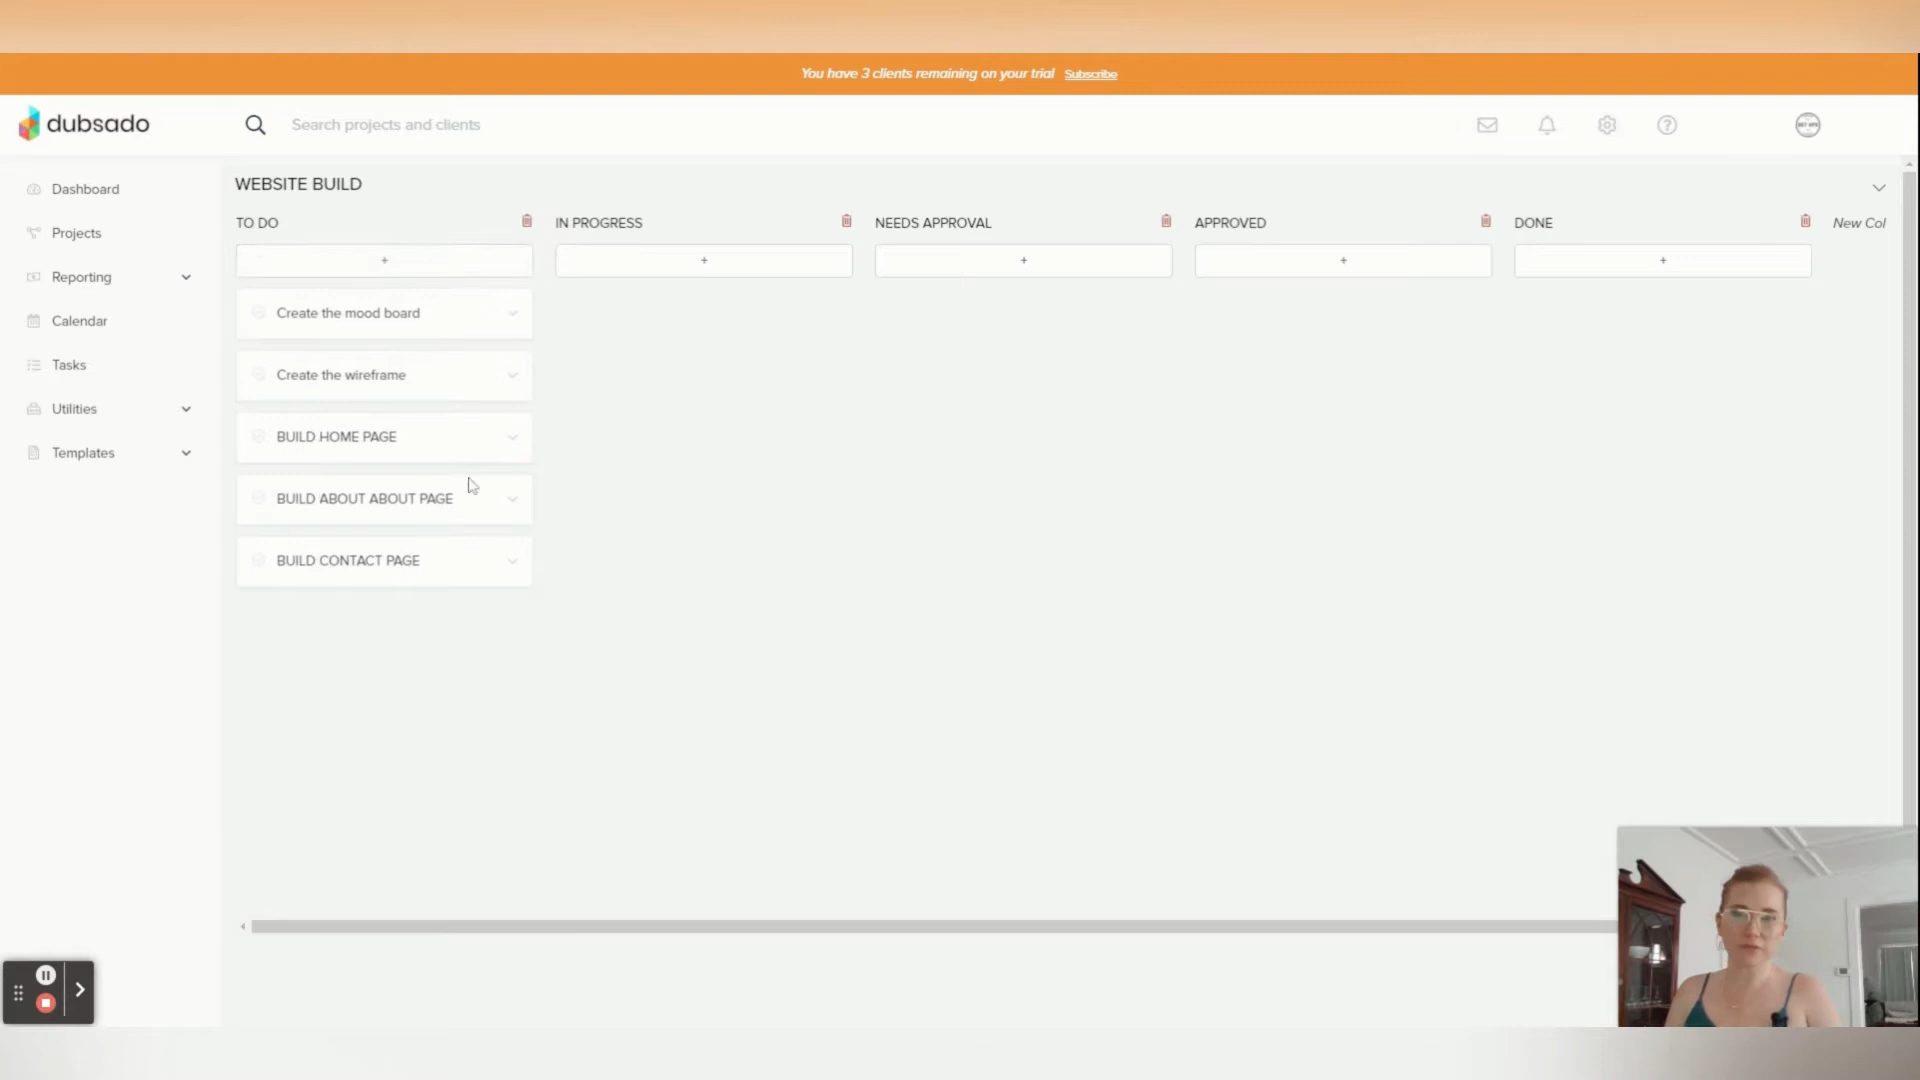 You have 3 clients remaining on your trial Subscribe
dubsado
Search projects and clients
Dashboard
Projects
Reporting
Calendar
Tasks
Utilities
Templates
WEBSITE BUILD
TO DO
IN PROGRESS
NEEDS APPROVAL
APPROVED
DONE
New Col
+
+
+
+
+
Create the mood board
Create the wireframe
BUILD HOME PAGE
BUILD ABOUT ABOUT PAGE
BUILD CONTACT PAGE